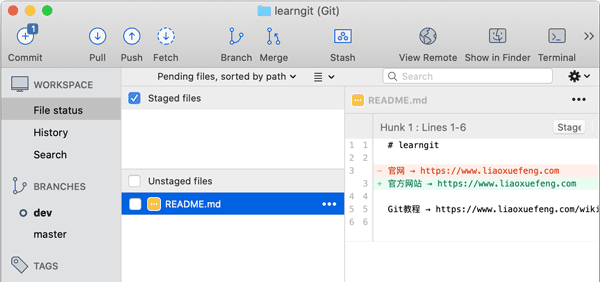 learngit (Git)
1
Commit
Pull
Push
Fetch
Branch
Merge
Stash
View Remote
Show in Finder
Terminal
Pending files, sorted by path
Search
WORKSPACE
File status
History
Search
BRANCHES
dev
master
TAGS
Staged files
Unstaged files
README.md
README.md
Hunk 1 : Lines 1-6
Stage
1 1 # learngit
2 2
3 - 官网 → https://www.liaoxuefeng.com
3 + 官方网站 → https://www.liaoxuefeng.com
4 4
5 5 Git教程 → https://www.liaoxuefeng.com/wiki
6 6